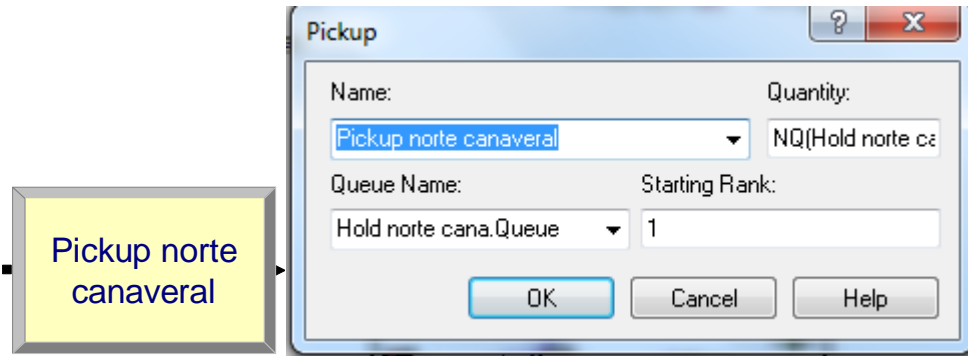 Pickup norte
canaveral
Pickup
Name:
Quantity:
Pickup norte canaveral
NQ(Hold norte ca
Queue Name:
Starting Rank:
Hold norte cana.Queue
1
OK
Cancel
Help